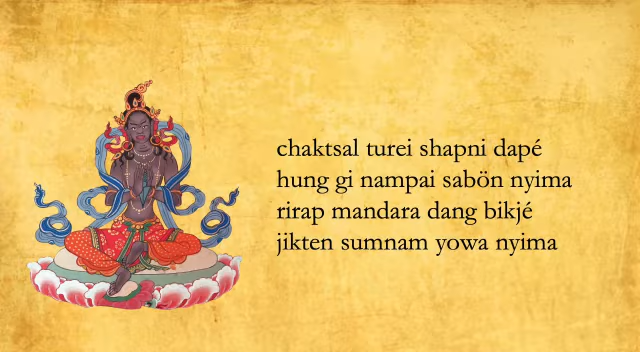 chaktsal turei shapni dapé
hung gi nampai sabön nyima
rirap mandara dang bikjé
jikten sumnam yowa nyima